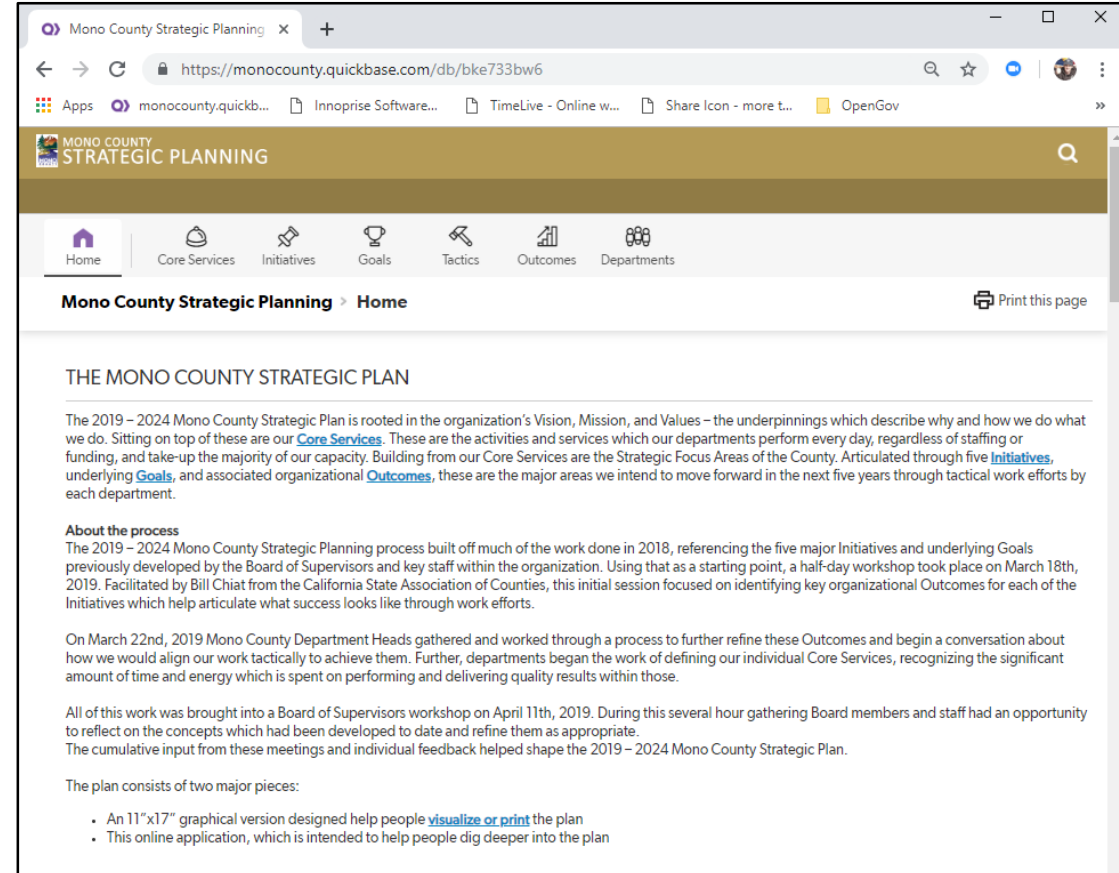 Mono County Strategic Planning
https://monocounty.quickbase.com/db/bke733bw6
Apps
monocounty.quickb...
Innoprise Software...
TimeLive - Online w...
Share Icon - more t...
OpenGov
»
MONO COUNTY
STRATEGIC PLANNING
Home
Core Services
Initiatives
Goals
Tactics
Outcomes
Departments
Mono County Strategic Planning > Home
Print this page
THE MONO COUNTY STRATEGIC PLAN
The 2019 – 2024 Mono County Strategic Plan is rooted in the organization's Vision, Mission, and Values – the underpinnings which describe why and how we do what
we do. Sitting on top of these are our Core Services. These are the activities and services which our departments perform every day, regardless of staffing or
funding, and take-up the majority of our capacity. Building from our Core Services are the Strategic Focus Areas of the County. Articulated through five Initiatives,
underlying Goals, and associated organizational Outcomes, these are the major areas we intend to move forward in the next five years through tactical work efforts by
each department.
About the process
The 2019 – 2024 Mono County Strategic Planning process built off much of the work done in 2018, referencing the five major Initiatives and underlying Goals
previously developed by the Board of Supervisors and key staff within the organization. Using that as a starting point, a half-day workshop took place on March 18th,
2019. Facilitated by Bill Chiat from the California State Association of Counties, this initial session focused on identifying key organizational Outcomes for each of the
Initiatives which help articulate what success looks like through work efforts.
On March 22nd, 2019 Mono County Department Heads gathered and worked through a process to further refine these Outcomes and begin a conversation about
how we would align our work tactically to achieve them. Further, departments began the work of defining our individual Core Services, recognizing the significant
amount of time and energy which is spent on performing and delivering quality results within those.
All of this work was brought into a Board of Supervisors workshop on April 11th, 2019. During this several hour gathering Board members and staff had an opportunity
to reflect on the concepts which had been developed to date and refine them as appropriate.
The cumulative input from these meetings and individual feedback helped shape the 2019 – 2024 Mono County Strategic Plan.
The plan consists of two major pieces:
• An 11"x17" graphical version designed help people visualize or print the plan
• This online application, which is intended to help people dig deeper into the plan